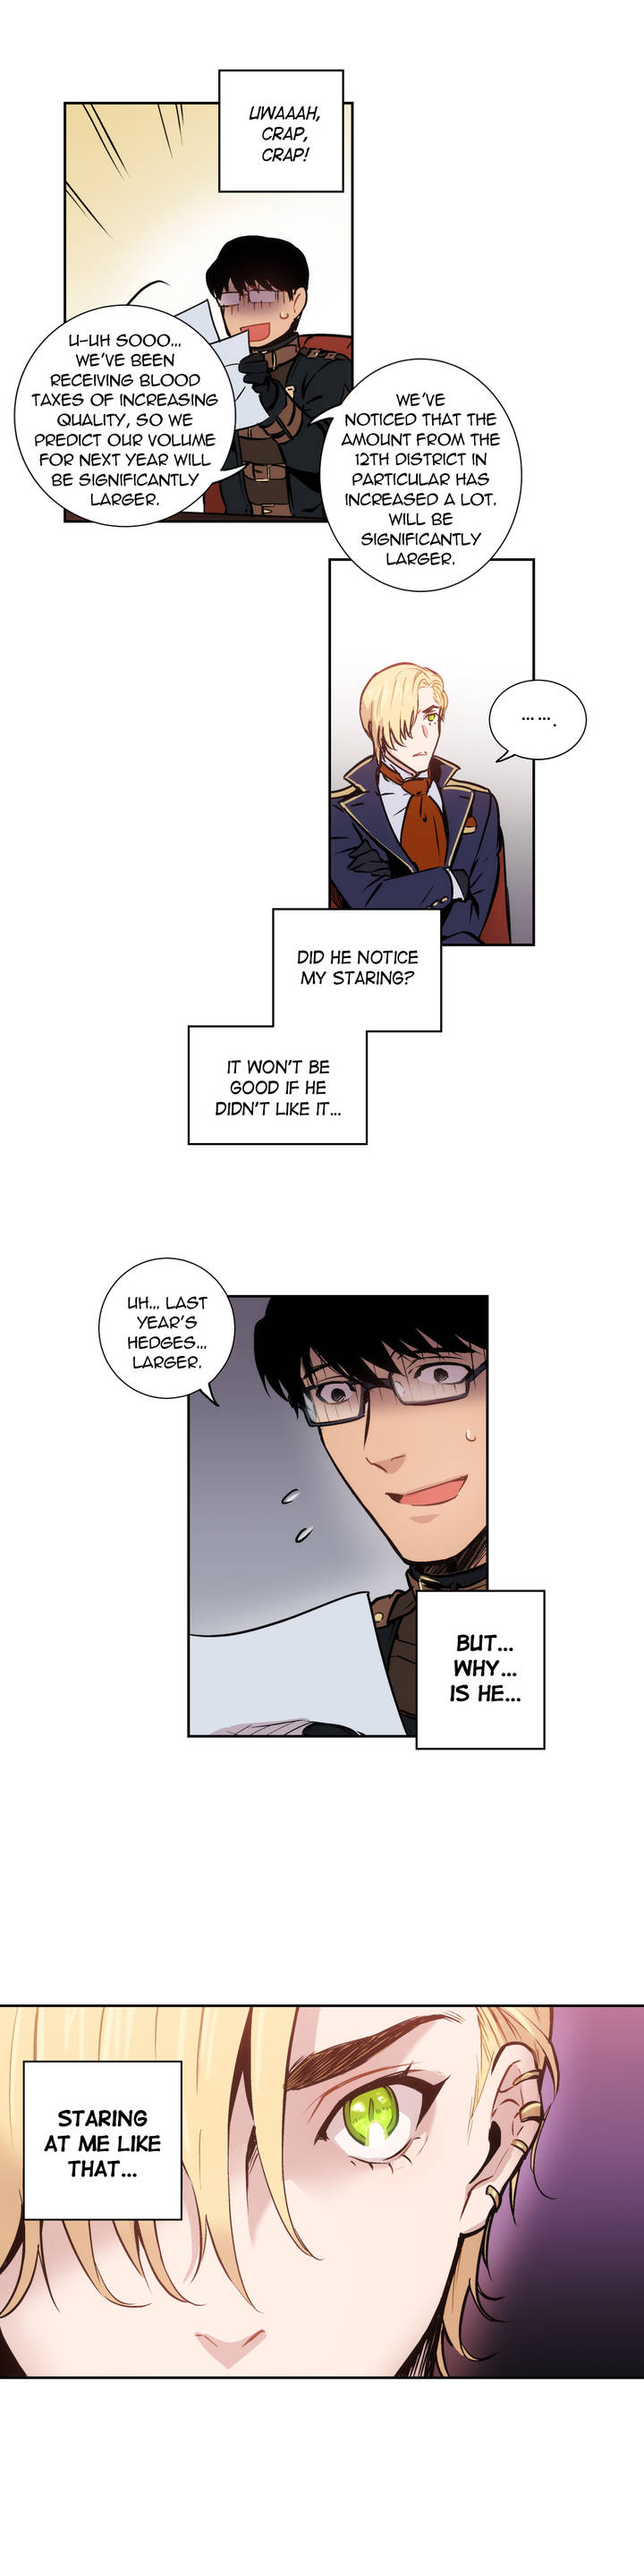 UWAAAH,
CRAP,
CRAP!
U-UH SOOO...
WE'VE BEEN
RECEIVING BLOOD
TAXES OF INCREASING
QUALITY, SO WE
PREDICT OUR VOLUME
FOR NEXT YEAR WILL
BE SIGNIFICANTLY
LARGER.
WE'VE
NOTICED THAT THE
AMOUNT FROM THE
12TH DISTRICT IN
PARTICULAR HAS
INCREASED A LOT.
WILL BE
SIGNIFICANTLY
LARGER.
... ... .
DID HE NOTICE
MY STARING?
IT WON'T BE
GOOD IF HE
DIDN'T LIKE IT...
UH... LAST
YEAR'S
HEDGES...
LARGER.
BUT...
WHY...
IS HE...
STARING
AT ME LIKE
THAT...